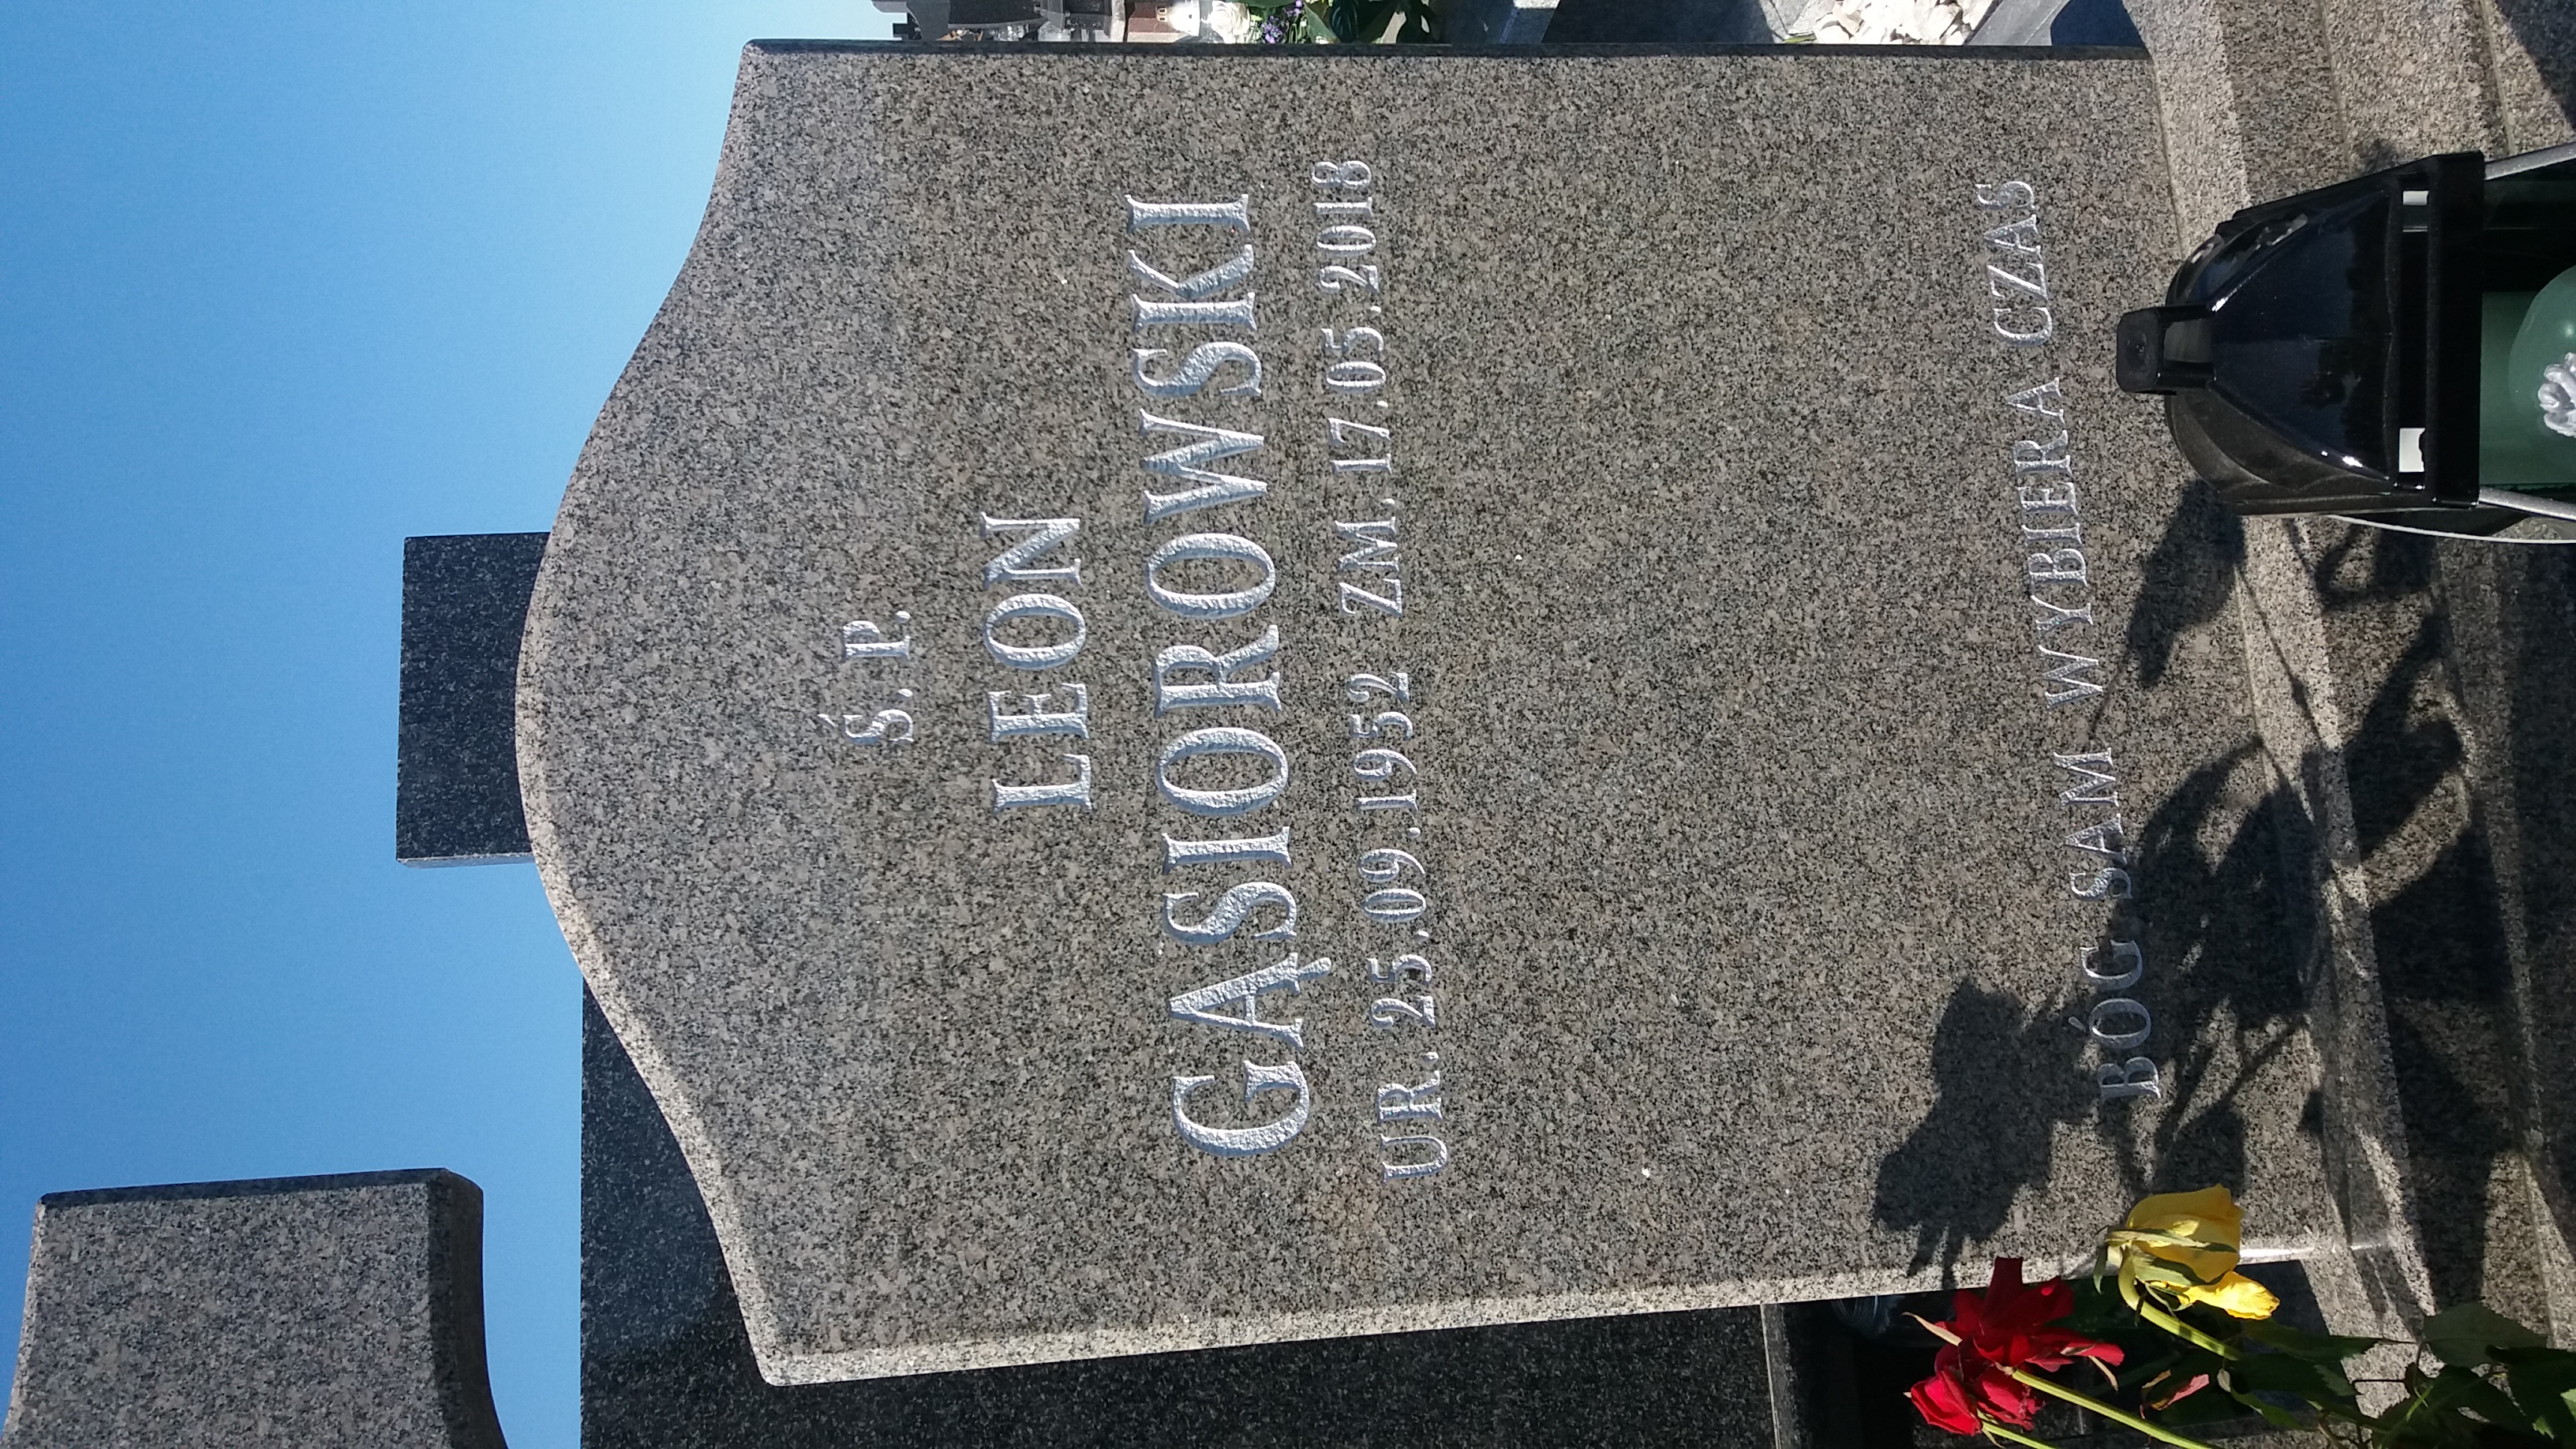 Ś.P.
LEON
GĄSIOROWSKI
UR. 25.09.1952 ZM. 17.05.2018
BÓG SAM WYBIERA CZAS